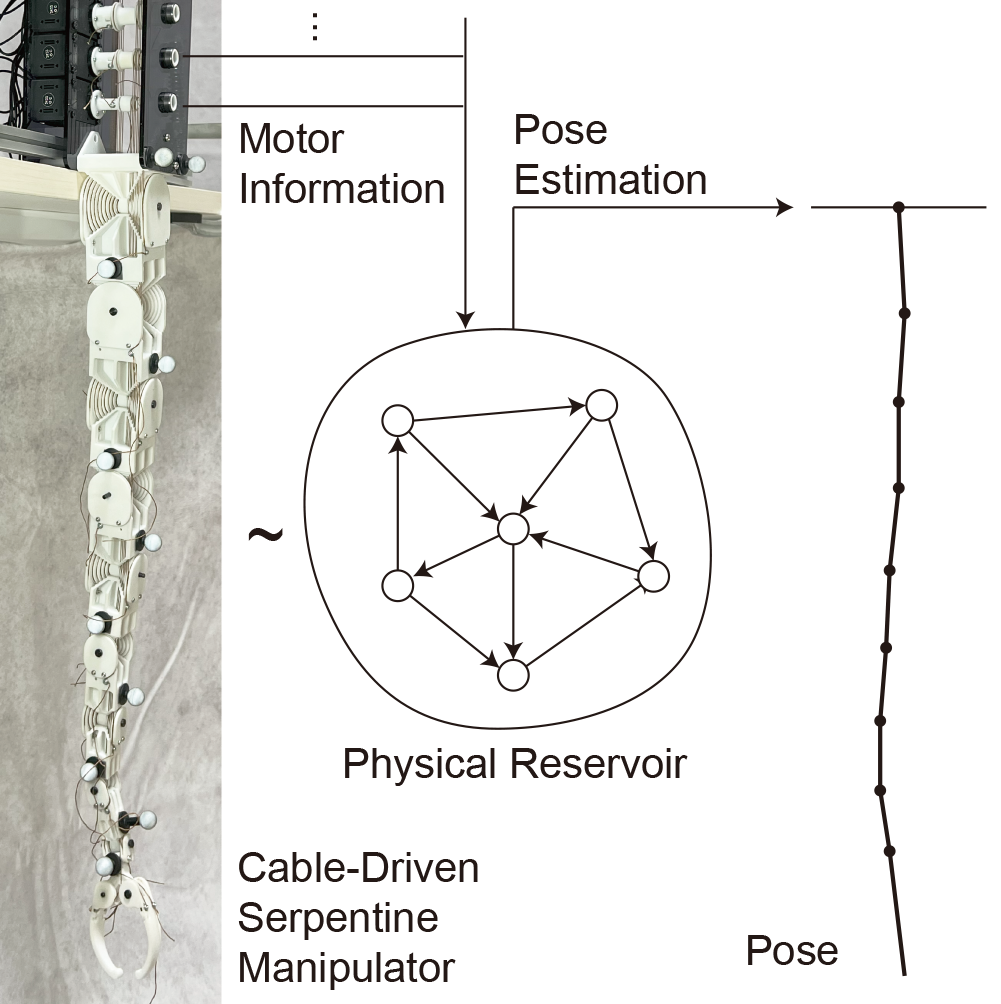 Motor
Information
Pose
Estimation
~
Physical Reservoir
Cable-Driven
Serpentine
Manipulator
Pose